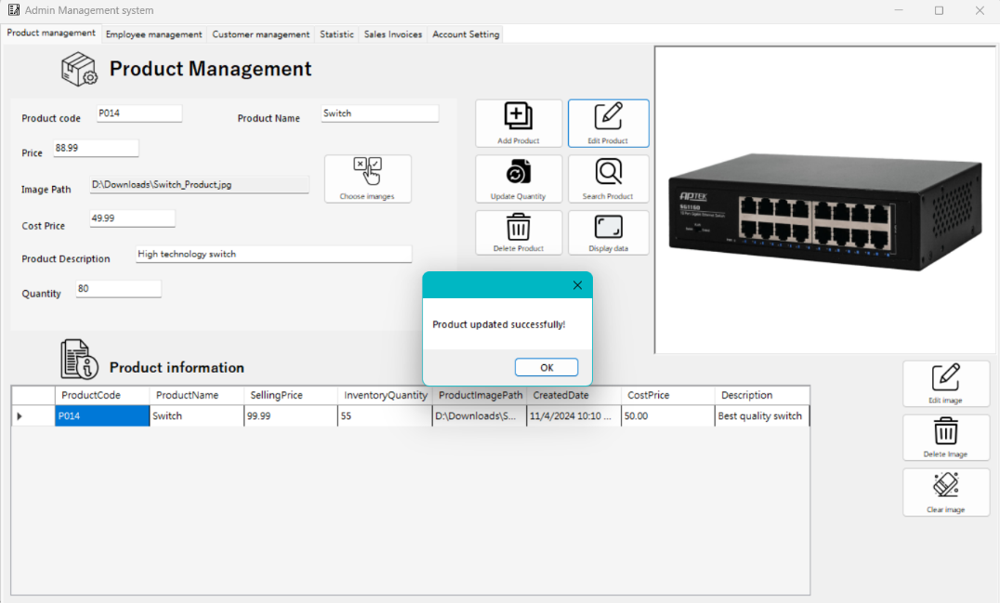 Admin Management system
Product management Employee management Customer management Statistic Sales Invoices Account Setting
Product Management
Product code P014 Product Name Switch
Price 88.99
Image Path D:\Downloads\Switch_Product.jpg
Choose imanges
Cost Price 49.99
Product Description High technology switch
Quantity 80
Add Product Edit Product
Update Quantity Search Product
Delete Product Display data
APTEK
SG1160
Product updated successfully!
OK
Product information
ProductCode ProductName SellingPrice InventoryQuantity ProductImagePath CreatedDate CostPrice Description
P014 Switch 99.99 55 D:\Downloads\S... 11/4/2024 10:10 ... 50.00 Best quality switch
Edit image
Delete Image
Clear image